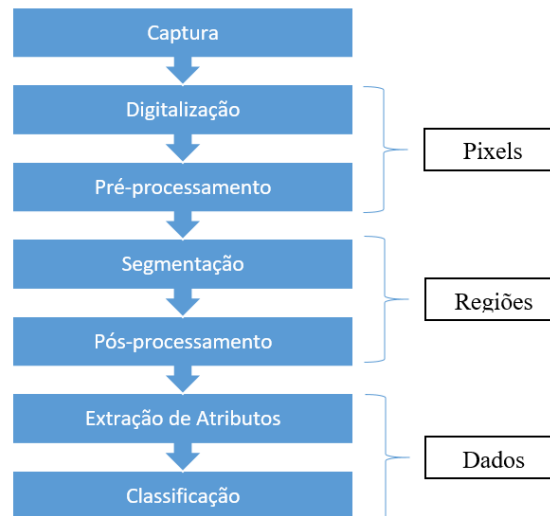 Captura
Digitalização
Pixels
Pré-processamento
Segmentação
Regiões
Pós-processamento
Extração de Atributos
Dados
Classificação